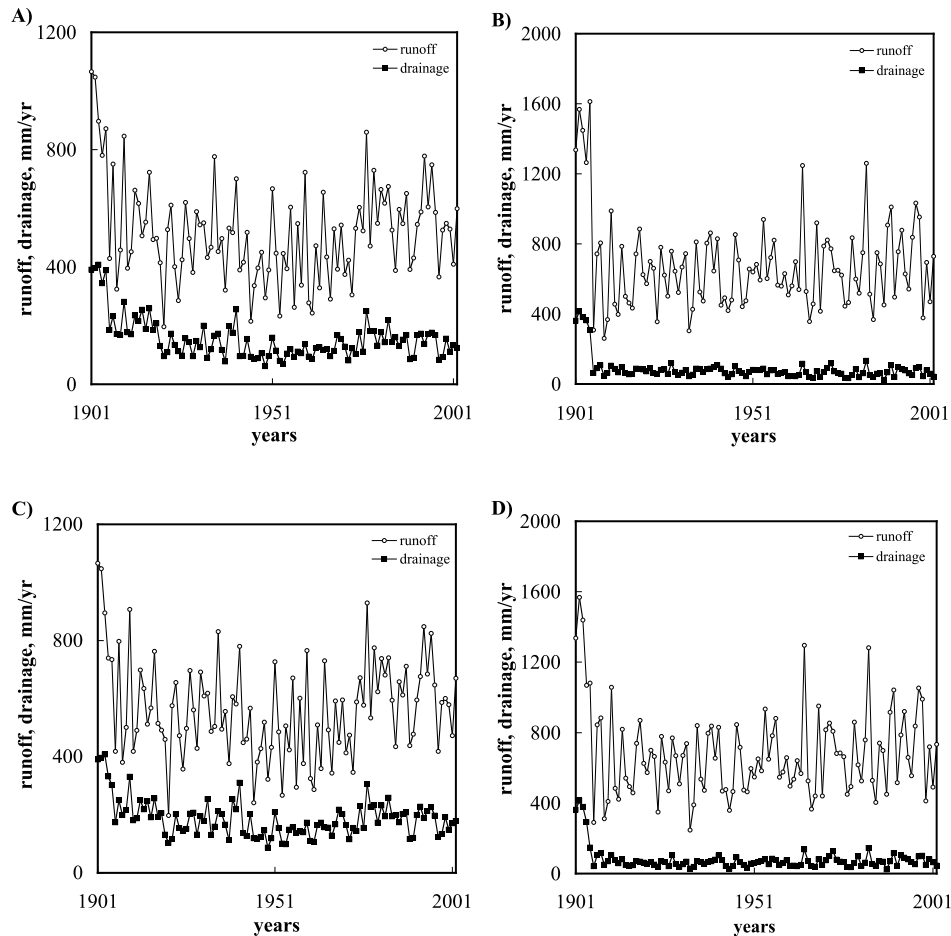 A)
1200
800
400
0
runoff, drainage, mm/yr
runoff
drainage
1901
1951
2001
years
B)
2000
1600
1200
800
400
0
runoff, drainage, mm/yr
runoff
drainage
1901
1951
2001
years
C)
1200
800
400
0
runoff, drainage, mm/yr
runoff
drainage
1901
1951
2001
years
D)
2000
1600
1200
800
400
0
runoff, drainage, mm/yr
runoff
drainage
1901
1951
2001
years